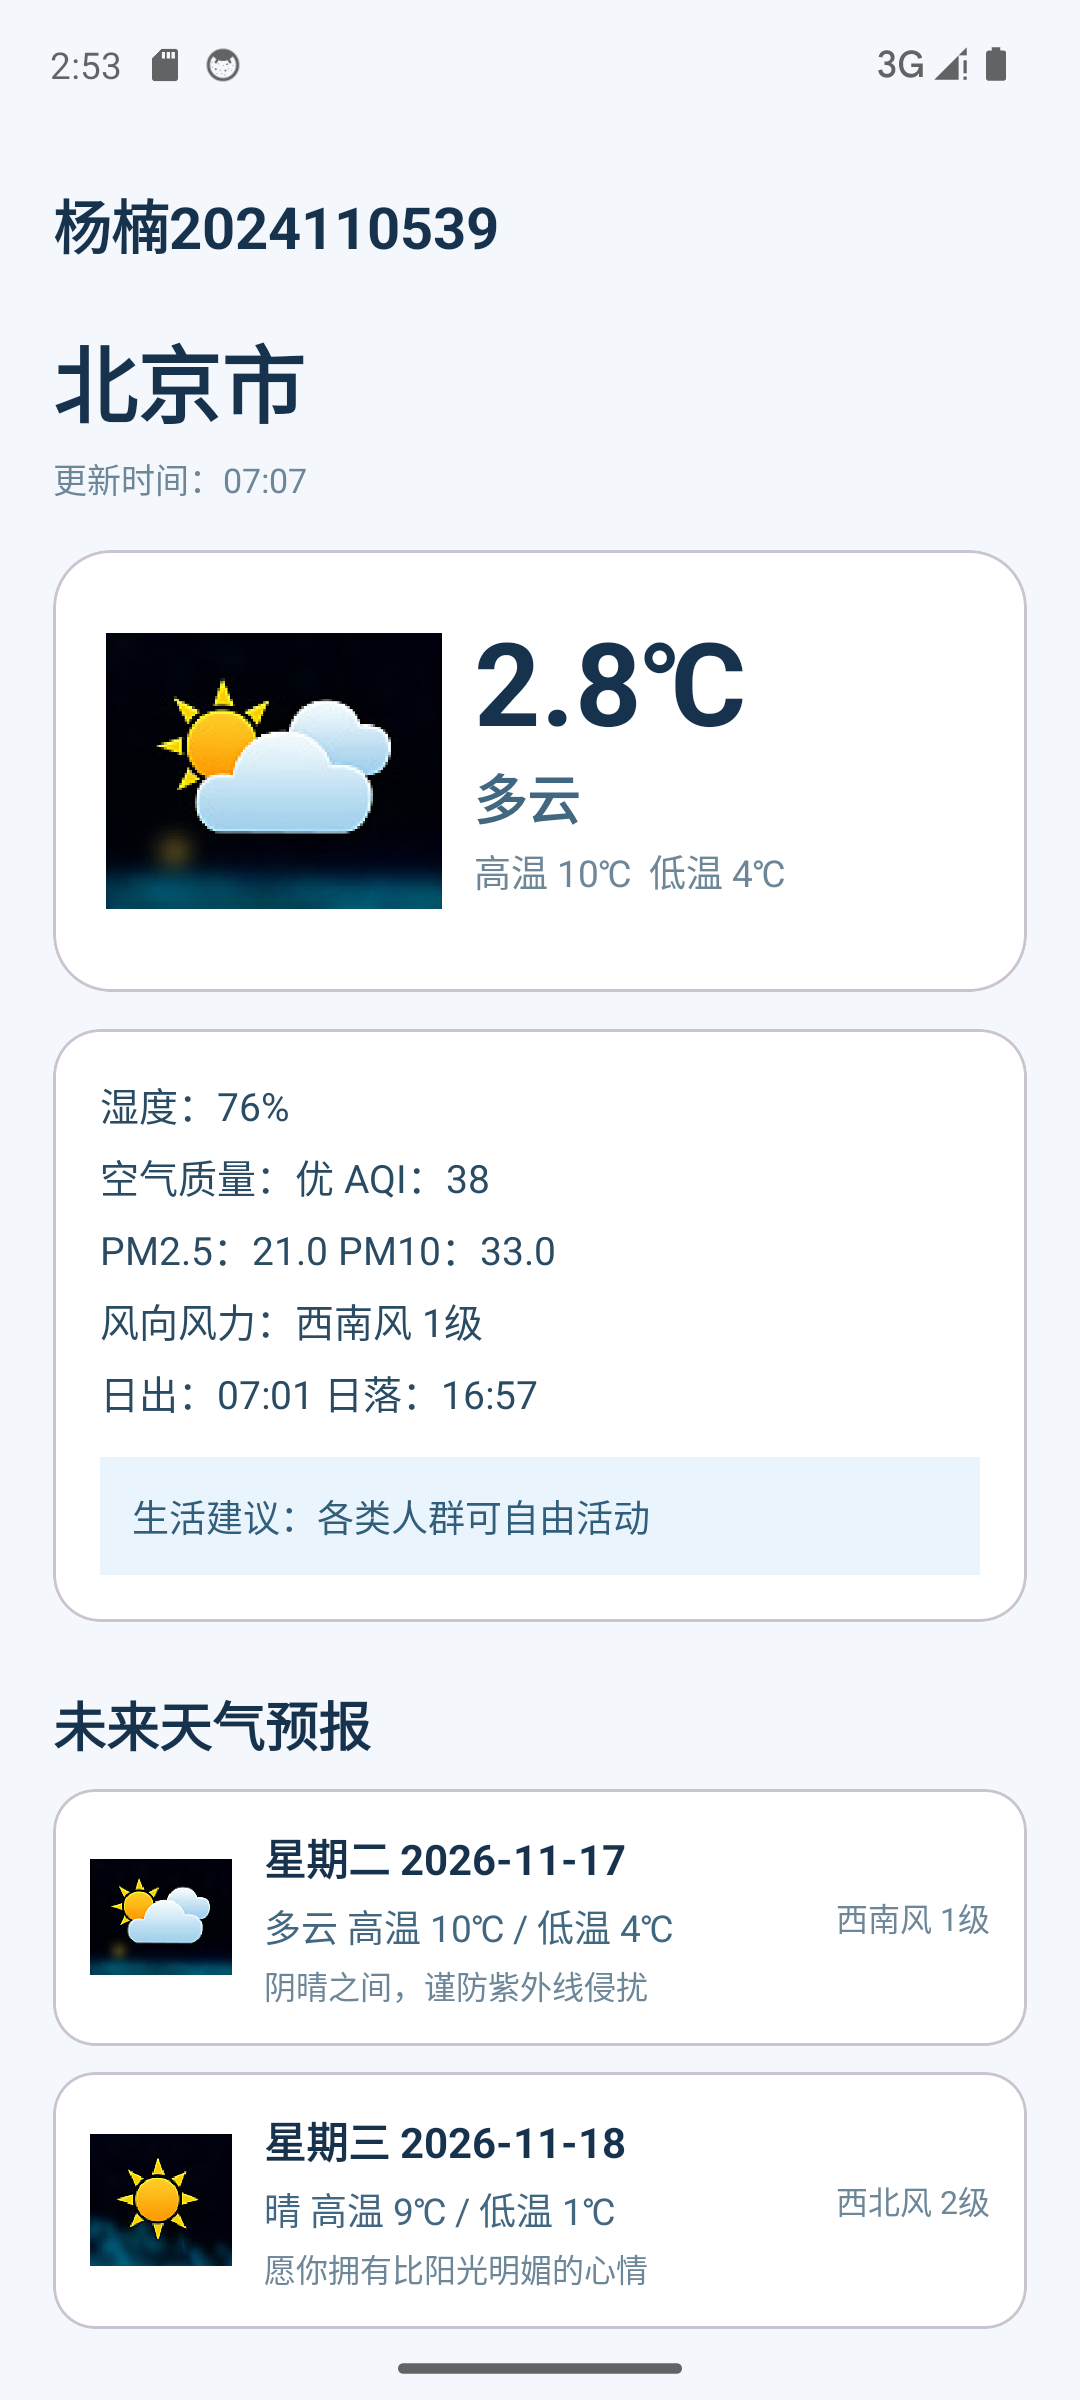 2:53
3G
杨楠2024110539
北京市
更新时间：07:07
2.8℃
多云
高温 10℃ 低温 4℃
湿度：76%
空气质量：优 AQI：38
PM2.5：21.0 PM10：33.0
风向风力：西南风 1级
日出：07:01 日落：16:57
生活建议：各类人群可自由活动
未来天气预报
星期二 2026-11-17
多云 高温 10℃ / 低温 4℃
阴晴之间，谨防紫外线侵扰
西南风 1级
星期三 2026-11-18
晴 高温 9℃ / 低温 1℃
愿你拥有比阳光明媚的心情
西北风 2级